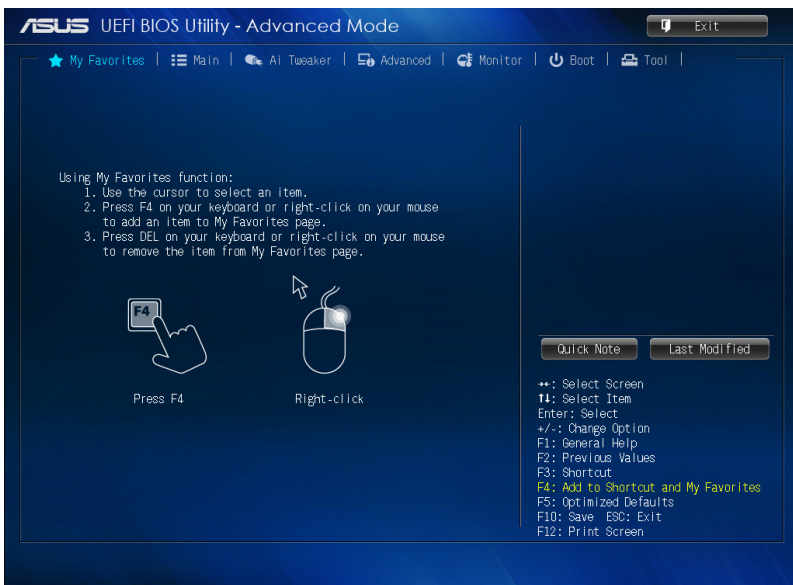 ASUS UEFI BIOS Utility - Advanced Mode
Exit
My Favorites | Main | Ai Tweaker | Advanced | Monitor | Boot | Tool |
Using My Favorites function:
1. Use the cursor to select an item.
2. Press F4 on your keyboard or right-click on your mouse
to add an item to My Favorites page.
3. Press DEL on your keyboard or right-click on your mouse
to remove the item from My Favorites page.
F4
Press F4
Right-click
Quick Note
Last Modified
→←: Select Screen
↑↓: Select Item
Enter: Select
+/-: Change Option
F1: General Help
F2: Previous Values
F3: Shortcut
F4: Add to Shortcut and My Favorites
F5: Optimized Defaults
F10: Save ESC: Exit
F12: Print Screen